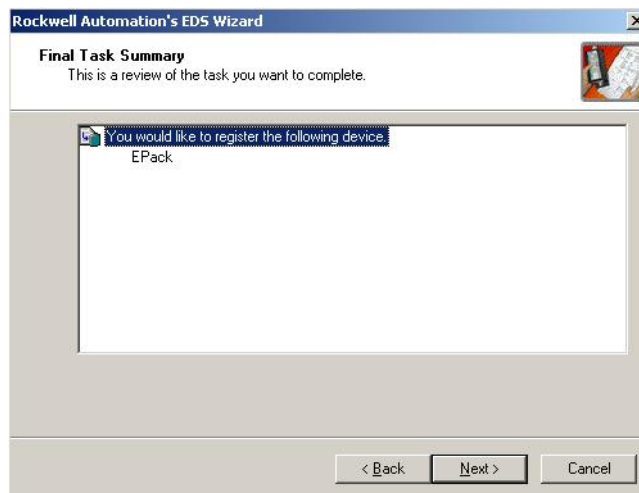 Rockwell Automation's EDS Wizard
Final Task Summary
This is a review of the task you want to complete.
You would like to register the following device.
EPack
< Back
Next >
Cancel